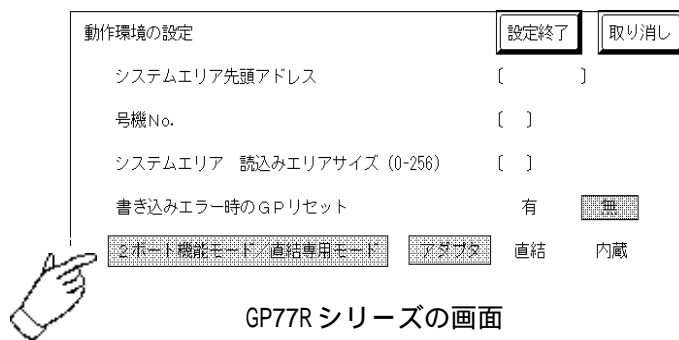 動作環境の設定 設定終了 取り消し
システムエリア先頭アドレス [ ]
号機No. [ ]
システムエリア 読込みエリアサイズ (0-256) [ ]
書き込みエラー時のGPリセット 有 無
2ポート機能モード/直結専用モード アダプタ 直結 内蔵
GP77Rシリーズの画面